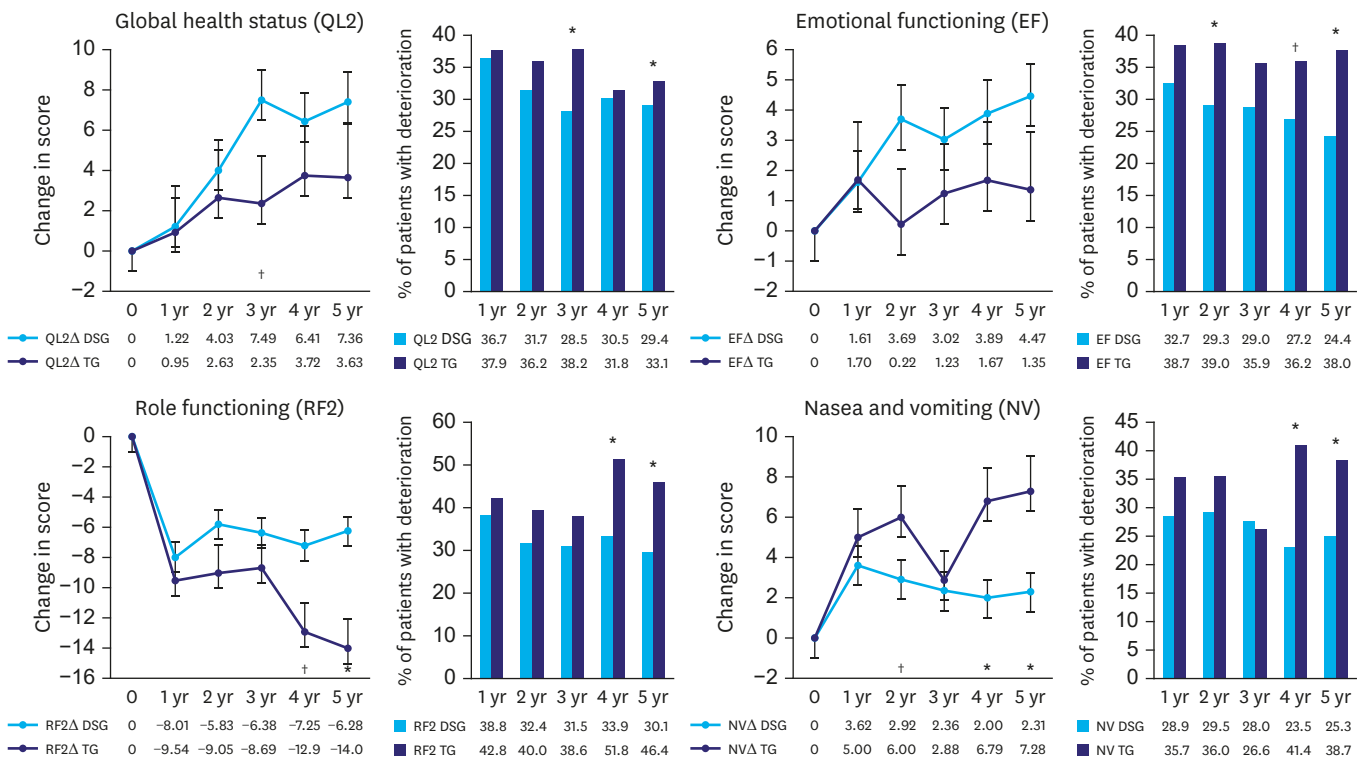 Global health status (QL2)
Change in score
10
8
6
4
2
0
−2
†
0 1 yr 2 yr 3 yr 4 yr 5 yr
QL2Δ DSG 0 1.22 4.03 7.49 6.41 7.36
QL2Δ TG 0 0.95 2.63 2.35 3.72 3.63
% of patients with deterioration
40
35
30
25
20
15
10
5
0
* *
1 yr 2 yr 3 yr 4 yr 5 yr
QL2 DSG 36.7 31.7 28.5 30.5 29.4
QL2 TG 37.9 36.2 38.2 31.8 33.1
Emotional functioning (EF)
Change in score
6
5
4
3
2
1
0
−1
−2
0 1 yr 2 yr 3 yr 4 yr 5 yr
EFΔ DSG 0 1.61 3.69 3.02 3.89 4.47
EFΔ TG 0 1.70 0.22 1.23 1.67 1.35
% of patients with deterioration
40
35
30
25
20
15
10
5
0
* † *
1 yr 2 yr 3 yr 4 yr 5 yr
EF DSG 32.7 29.3 29.0 27.2 24.4
EF TG 38.7 39.0 35.9 36.2 38.0
Role functioning (RF2)
Change in score
0
−2
−4
−6
−8
−10
−12
−14
−16
† *
0 1 yr 2 yr 3 yr 4 yr 5 yr
RF2Δ DSG 0 −8.01 −5.83 −6.38 −7.25 −6.28
RF2Δ TG 0 −9.54 −9.05 −8.69 −12.9 −14.0
% of patients with deterioration
60
50
40
30
20
10
0
* *
1 yr 2 yr 3 yr 4 yr 5 yr
RF2 DSG 38.8 32.4 31.5 33.9 30.1
RF2 TG 42.8 40.0 38.6 51.8 46.4
Nasea and vomiting (NV)
Change in score
10
8
6
4
2
0
−2
† * *
0 1 yr 2 yr 3 yr 4 yr 5 yr
NVΔ DSG 0 3.62 2.92 2.36 2.00 2.31
NVΔ TG 0 5.00 6.00 2.88 6.79 7.28
% of patients with deterioration
45
40
35
30
25
20
15
10
5
0
* *
1 yr 2 yr 3 yr 4 yr 5 yr
NV DSG 28.9 29.5 28.0 23.5 25.3
NV TG 35.7 36.0 26.6 41.4 38.7